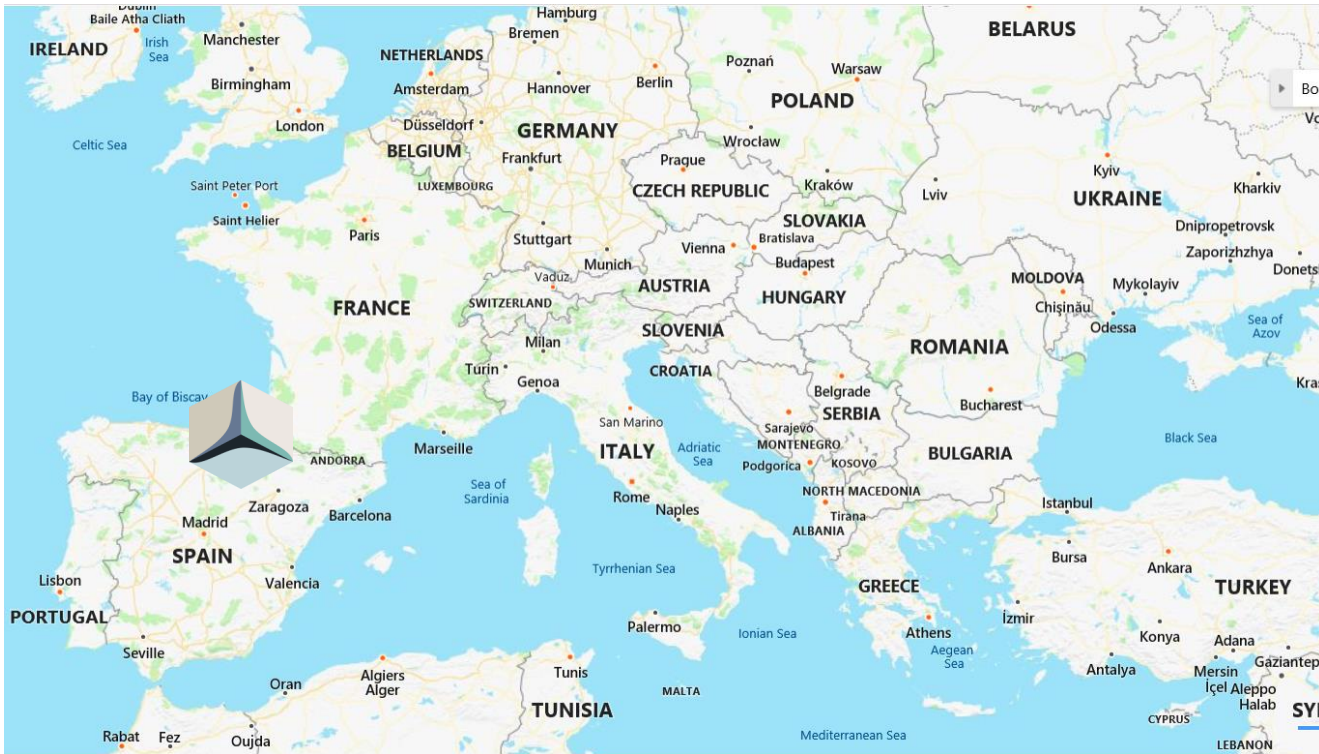 Dublin
Baile Atha Cliath
IRELAND
Irish
Sea
Manchester
Birmingham
London
Celtic Sea
NETHERLANDS
Amsterdam
Hamburg
Bremen
Hannover
Berlin
Düsseldorf
BELGIUM
GERMANY
Frankfurt
LUXEMBOURG
Poznań
Warsaw
POLAND
Wrocław
Kraków
BELARUS
Bo
Kyiv
Lviv
UKRAINE
Kharkiv
Dnipropetrovsk
Zaporizhzhya
Mykolayiv
Odessa
Sea of
Azov
Saint Peter Port
Saint Helier
Paris
Prague
CZECH REPUBLIC
SLOVAKIA
Stuttgart
Munich
Vienna
Bratislava
Budapest
Vaduz
AUSTRIA
HUNGARY
MOLDOVA
Chișinău
FRANCE
SWITZERLAND
SLOVENIA
Milan
Turin
Genoa
CROATIA
ROMANIA
Belgrade
Bucharest
SERBIA
Bay of Biscay
San Marino
Sarajevo
MONTENEGRO
Marseille
ANDORRA
ITALY
Adriatic
Sea
Podgorica
KOSOVO
BULGARIA
Black Sea
Sea of
Sardinia
Rome
Naples
NORTH MACEDONIA
Tirana
ALBANIA
Istanbul
Zaragoza
Barcelona
Madrid
SPAIN
Valencia
Lisbon
PORTUGAL
Seville
Tyrrhenian Sea
Palermo
Ionian Sea
GREECE
Athens
Aegean
Sea
Bursa
Ankara
TURKEY
İzmir
Konya
Adana
Antalya
Mersin
İçel
Gaziantep
Aleppo
Halab
Oran
Algiers
Alger
Tunis
TUNISIA
MALTA
CYPRUS
LEBANON
Rabat
Fez
Oujda
Mediterranean Sea